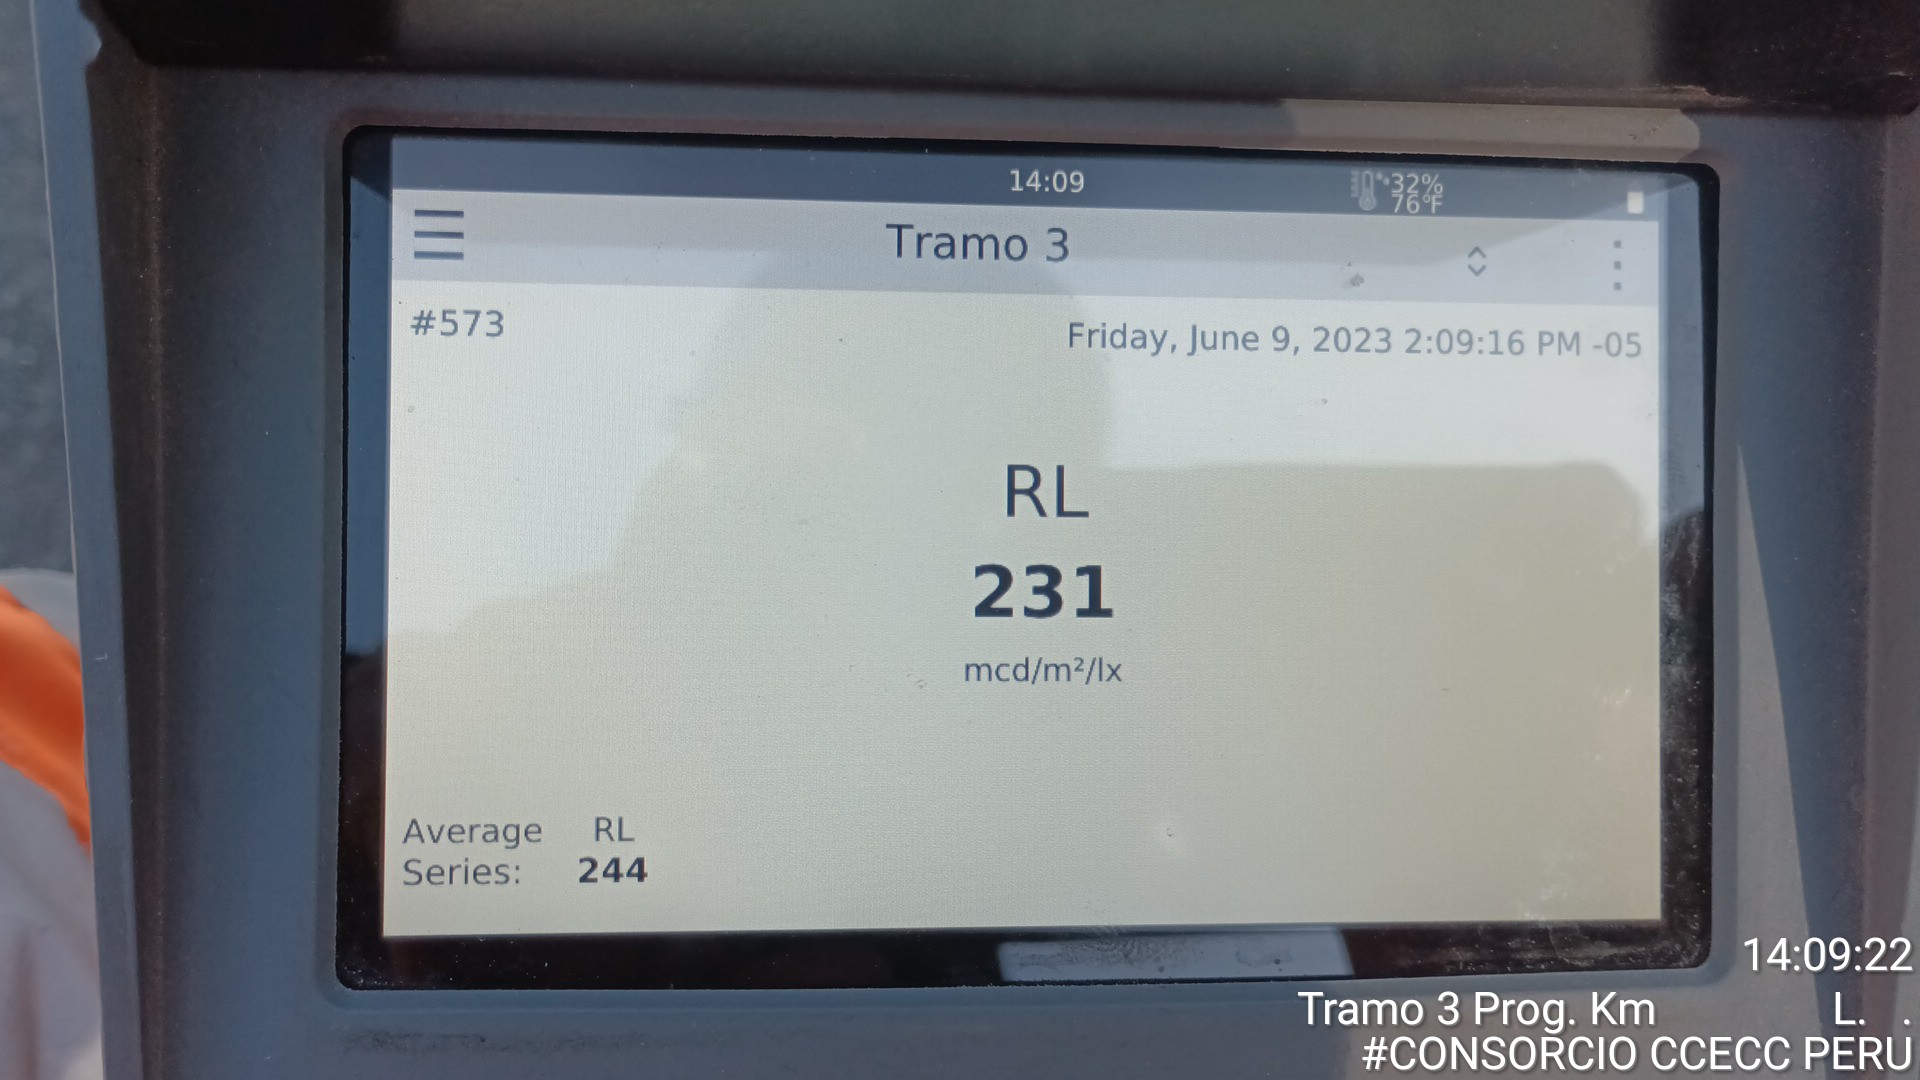 14:09
32%
76°F
Tramo 3
#573
Friday, June 9, 2023 2:09:16 PM -05
RL
231
mcd/m²/lx
Average RL
Series: 244
14:09:22
Tramo 3 Prog. Km L. .
#CONSORCIO CCECC PERU